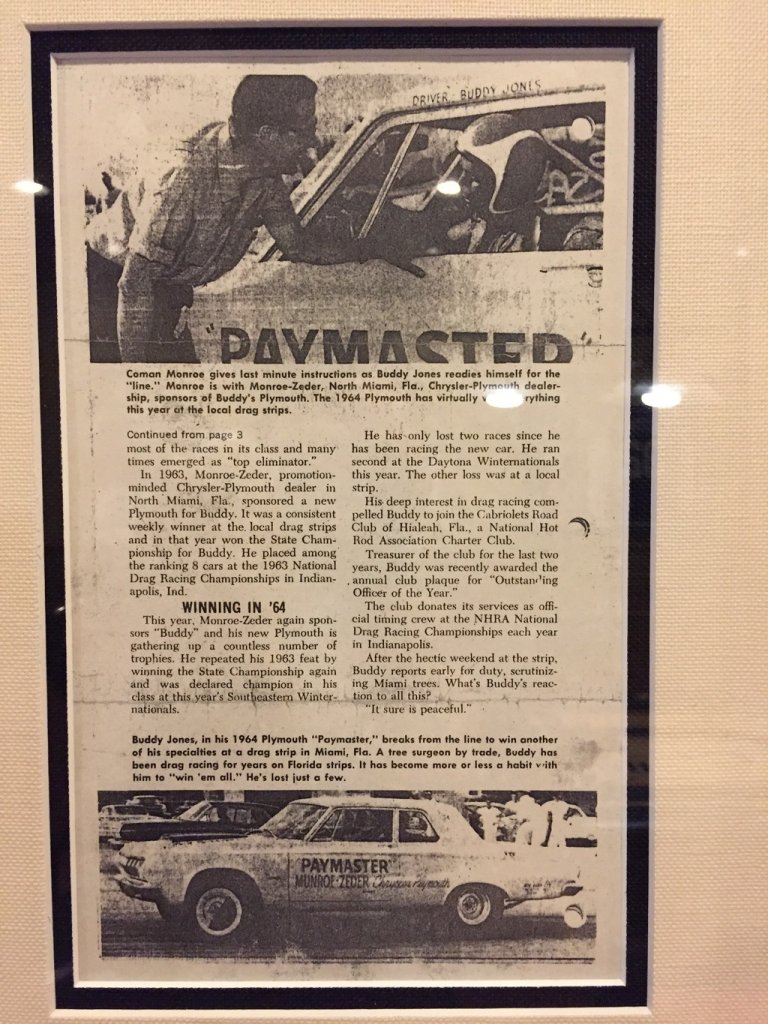 DRIVER: BUDDY JONES
"PAYMASTER
Coman Monroe gives last minute instructions as Buddy Jones readies himself for the
"line." Monroe is with Monroe-Zeder, North Miami, Fla., Chrysler-Plymouth dealer-
ship, sponsors of Buddy's Plymouth. The 1964 Plymouth has virtually
this year at the local drag strips.
Continued from page 3
most of the races in its class and many
times emerged as "top eliminator."
In 1963, Monroe-Zeder, promotion-
minded Chrysler-Plymouth dealer in
North Miami, Fla., sponsored a new
Plymouth for Buddy. It was a consistent
weekly winner at the local drag strips
and in that year won the State Cham-
pionship for Buddy. He placed among
the ranking 8 cars at the 1963 National
Drag Racing Championships in Indian-
apolis, Ind.
WINNING IN '64
This year, Monroe-Zeder again spon-
sors "Buddy" and his new Plymouth is
gathering up a countless number of
trophies. He repeated his 1963 feat by
winning the State Championship again
and was declared champion in his
class at this year's Southeastern Winter-
nationals.
He has only lost two races since he
has been racing the new car. He ran
second at the Daytona Winternationals
this year. The other loss was at a local
strip.
His deep interest in drag racing com-
pelled Buddy to join the Cabriolets Road
Club of Hialeah, Fla., a National Hot
Rod Association Charter Club.
Treasurer of the club for the last two
years, Buddy was recently awarded the
annual club plaque for "Outstanding
Officer of the Year."
The club donates its services as offi-
cial timing crew at the NHRA National
Drag Racing Championships each year
in Indianapolis.
After the hectic weekend at the strip,
Buddy reports early for duty, scrutiniz-
ing Miami trees. What's Buddy's reac-
tion to all this?
"It sure is peaceful."
Buddy Jones, in his 1964 Plymouth "Paymaster," breaks from the line to win another
of his specialties at a drag strip in Miami, Fla. A tree surgeon by trade, Buddy has
been drag racing for years on Florida strips. It has become more or less a habit with
him to "win 'em all." He's lost just a few.
PAYMASTER
MUNROE-ZEDER Chrysler Plymouth